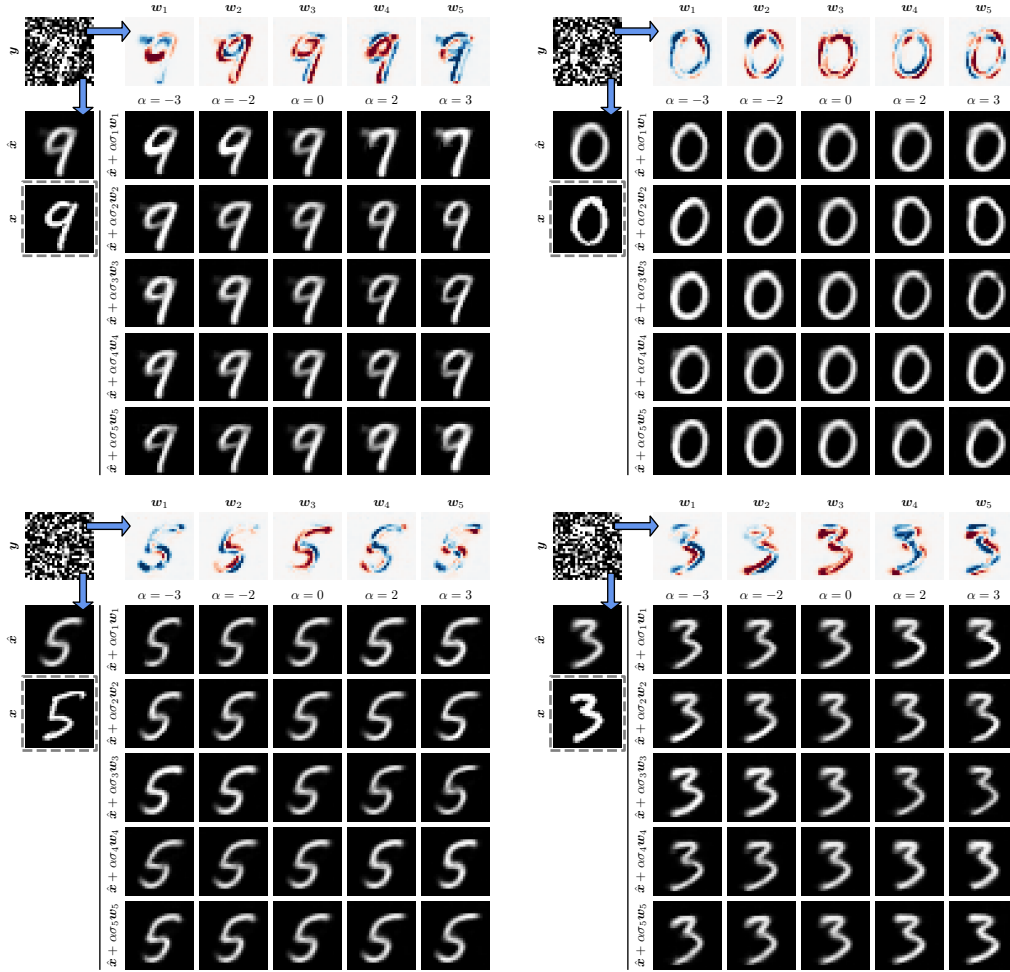 w₁ w₂ w₃ w₄ w₅
y
α = −3 α = −2 α = 0 α = 2 α = 3
x̂
x̂ + ασ₁w₁
x
x̂ + ασ₂w₂
x̂ + ασ₃w₃
x̂ + ασ₄w₄
x̂ + ασ₅w₅
w₁ w₂ w₃ w₄ w₅
y
α = −3 α = −2 α = 0 α = 2 α = 3
x̂
x̂ + ασ₁w₁
x
x̂ + ασ₂w₂
x̂ + ασ₃w₃
x̂ + ασ₄w₄
x̂ + ασ₅w₅
w₁ w₂ w₃ w₄ w₅
y
α = −3 α = −2 α = 0 α = 2 α = 3
x̂
x̂ + ασ₁w₁
x
x̂ + ασ₂w₂
x̂ + ασ₃w₃
x̂ + ασ₄w₄
x̂ + ασ₅w₅
w₁ w₂ w₃ w₄ w₅
y
α = −3 α = −2 α = 0 α = 2 α = 3
x̂
x̂ + ασ₁w₁
x
x̂ + ασ₂w₂
x̂ + ασ₃w₃
x̂ + ασ₄w₄
x̂ + ασ₅w₅